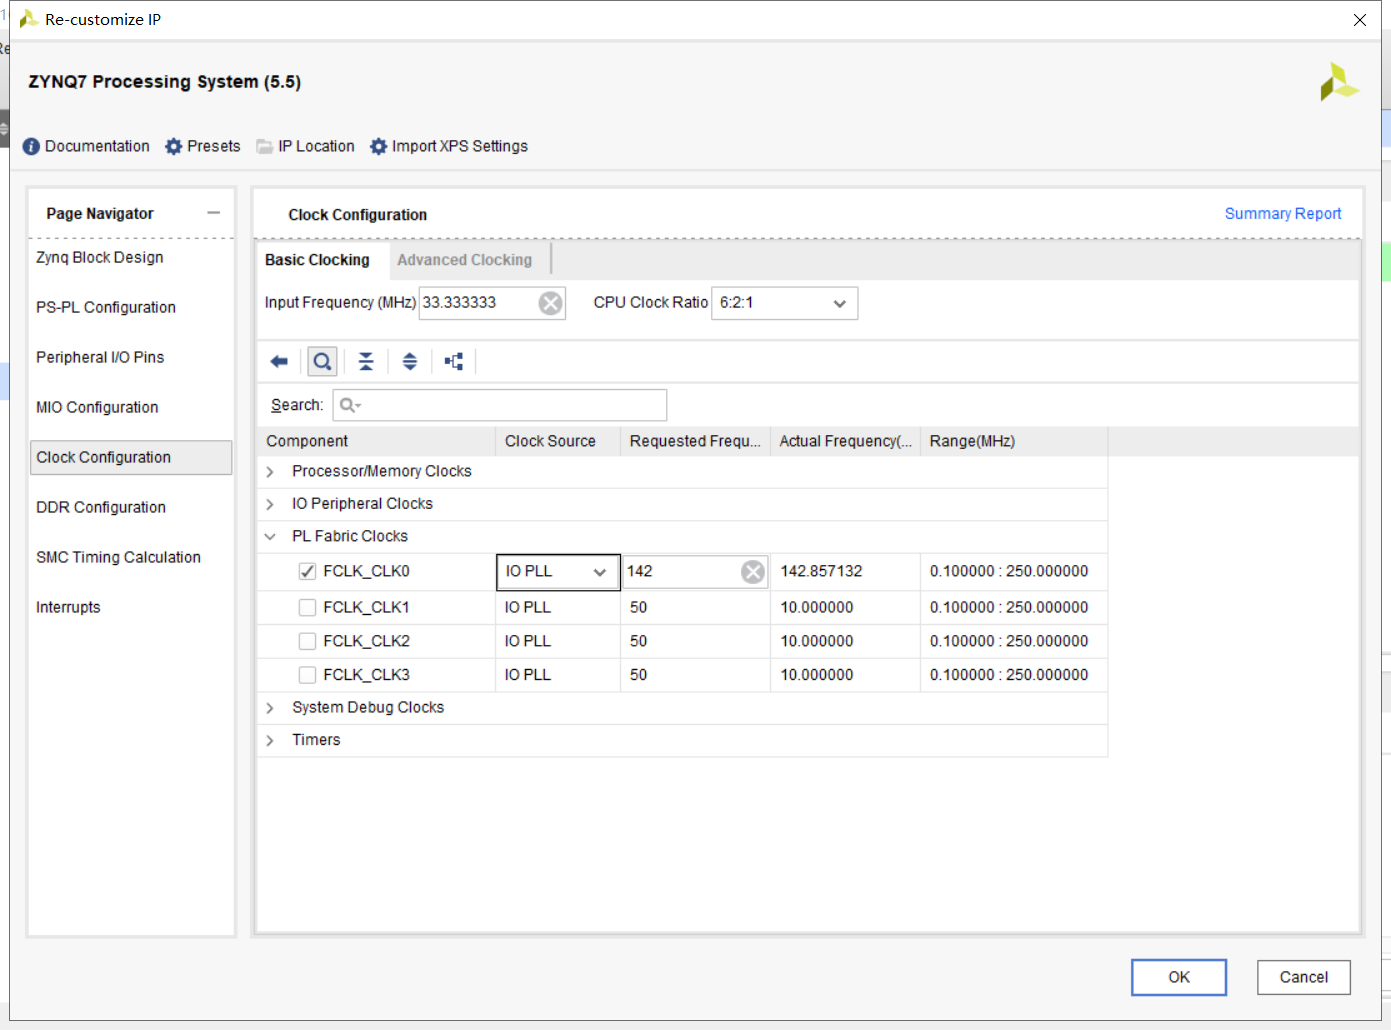 Re-customize IP
ZYNQ7 Processing System (5.5)
Documentation Presets IP Location Import XPS Settings
Page Navigator
Zynq Block Design
PS-PL Configuration
Peripheral I/O Pins
MIO Configuration
Clock Configuration
DDR Configuration
SMC Timing Calculation
Interrupts
Clock Configuration Summary Report
Basic Clocking Advanced Clocking
Input Frequency (MHz) 33.333333 CPU Clock Ratio 6:2:1
Search:
Component Clock Source Requested Frequ... Actual Frequency(... Range(MHz)
Processor/Memory Clocks
IO Peripheral Clocks
PL Fabric Clocks
FCLK_CLK0 IO PLL 142 142.857132 0.100000 : 250.000000
FCLK_CLK1 IO PLL 50 10.000000 0.100000 : 250.000000
FCLK_CLK2 IO PLL 50 10.000000 0.100000 : 250.000000
FCLK_CLK3 IO PLL 50 10.000000 0.100000 : 250.000000
System Debug Clocks
Timers
OK Cancel